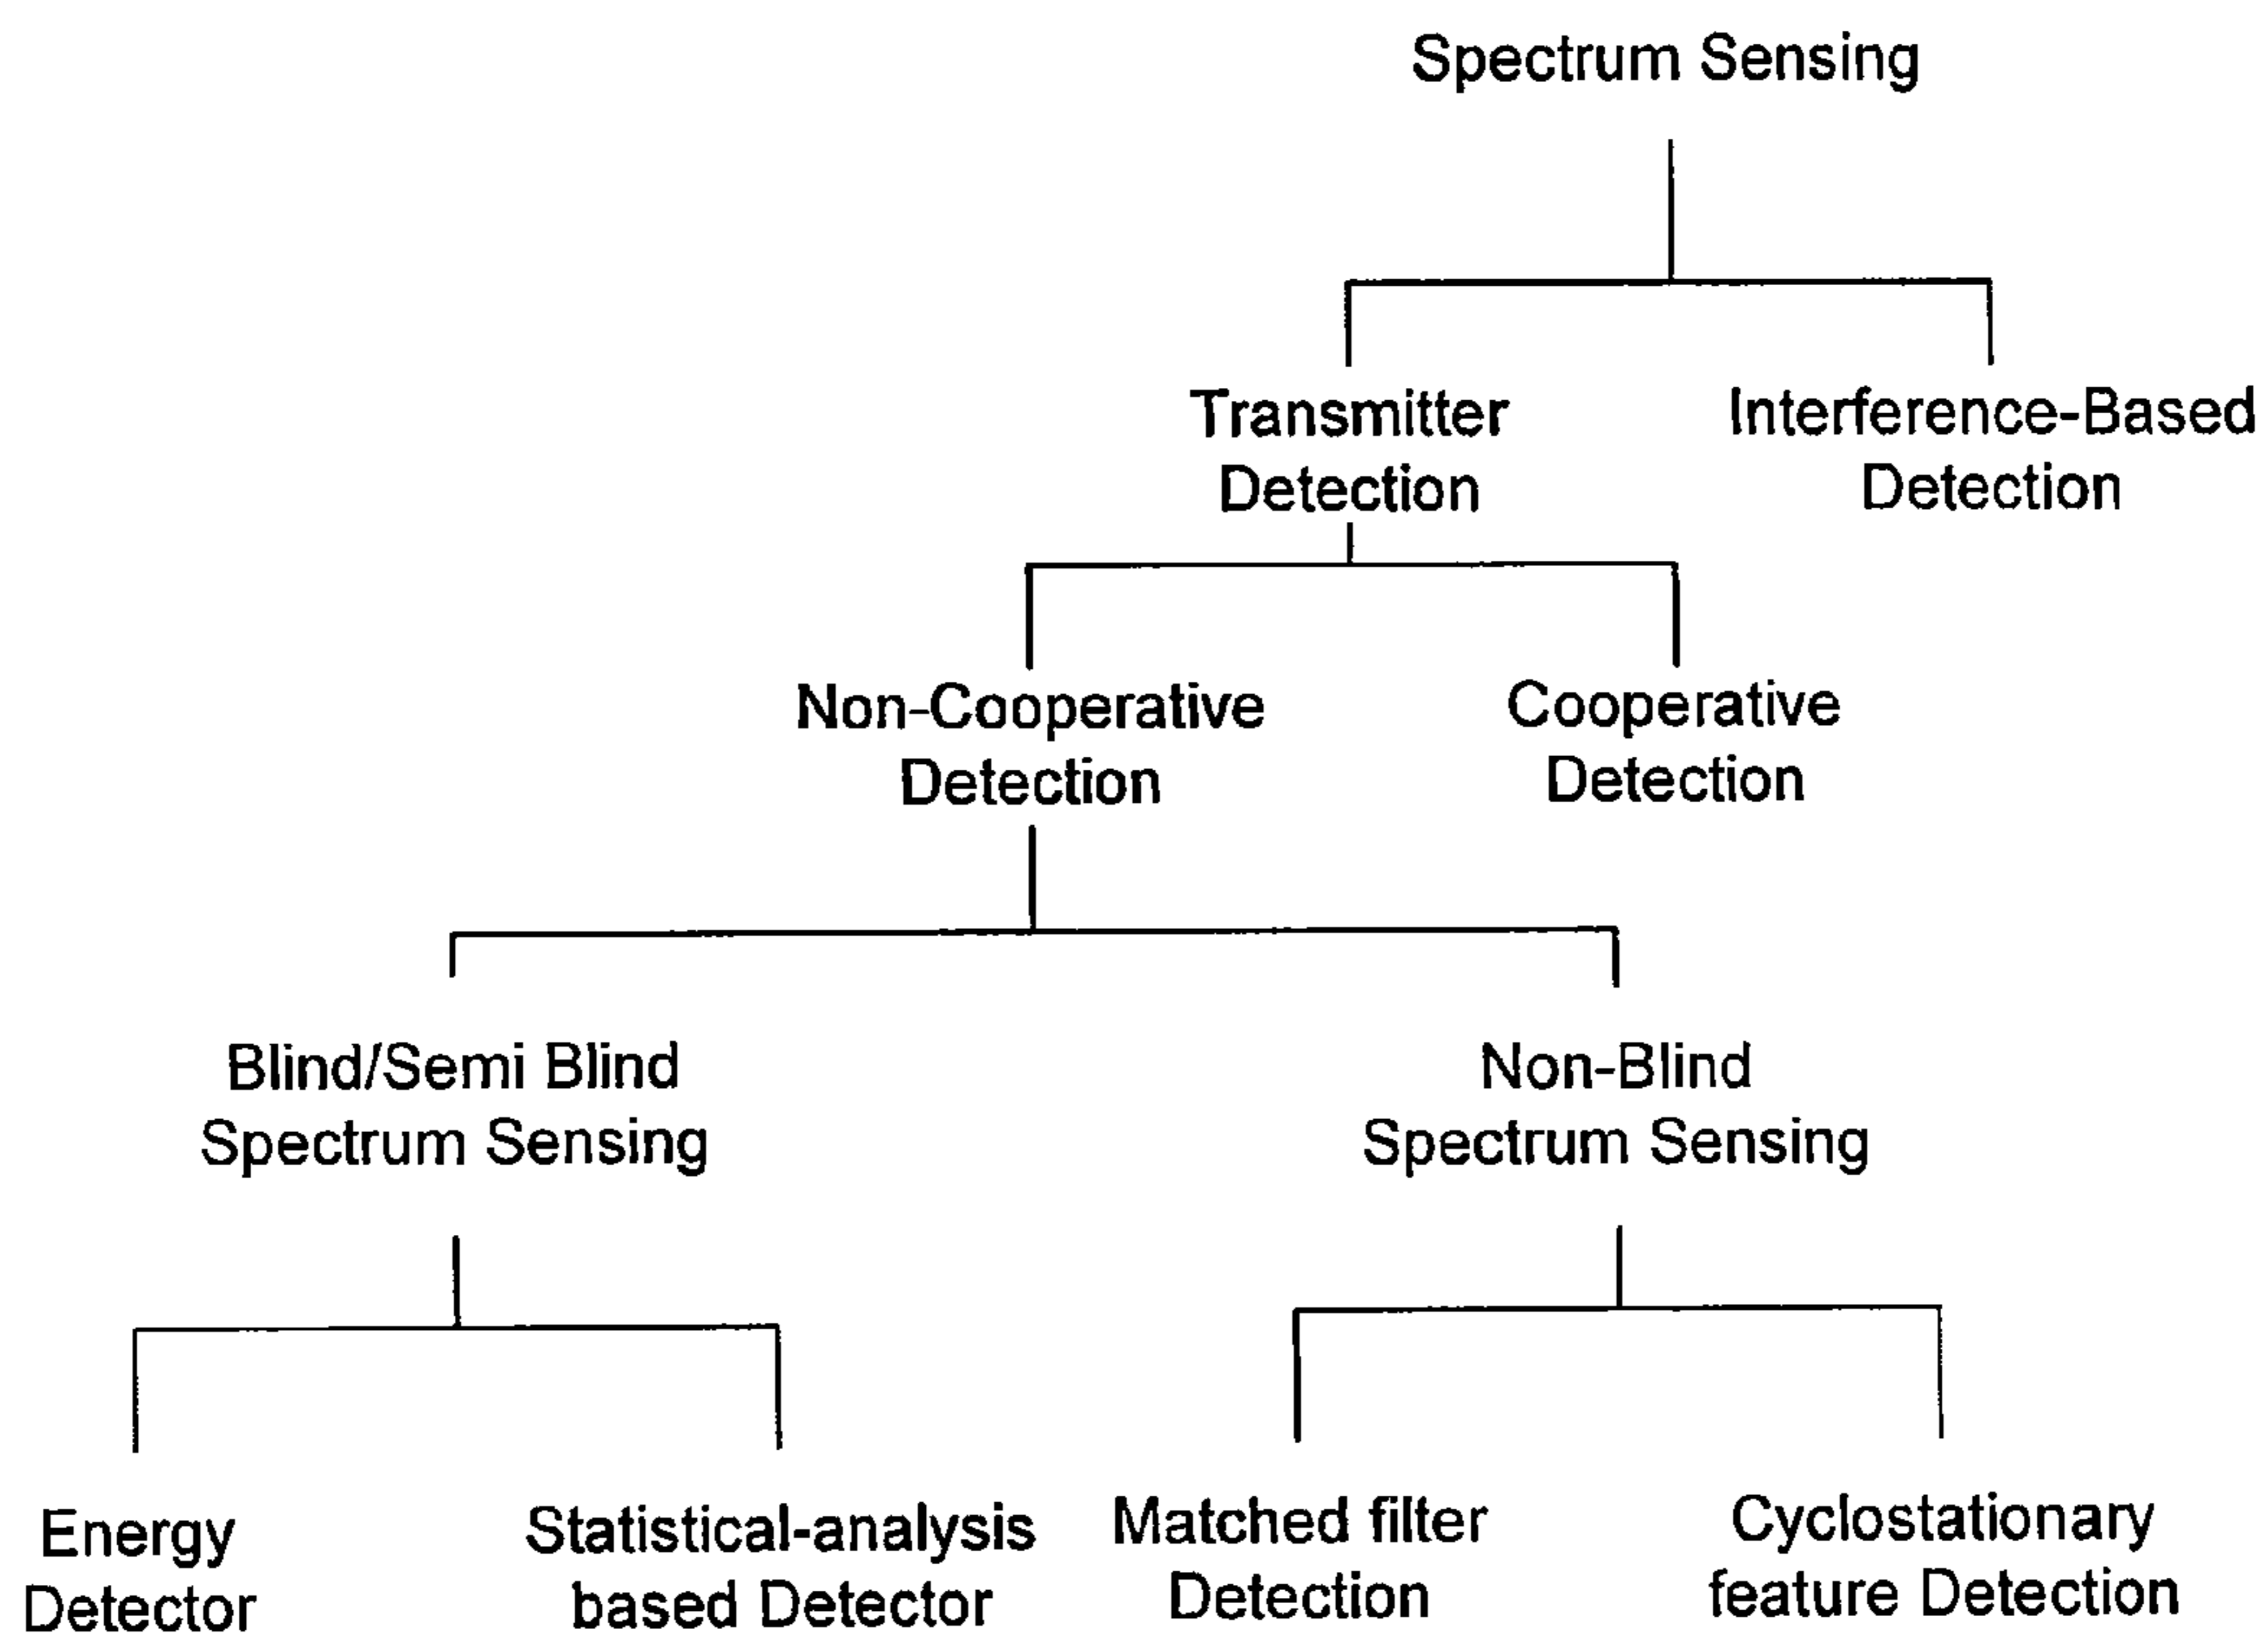 Spectrum Sensing
Transmitter
Detection
Interference-Based
Detection
Non-Cooperative
Detection
Cooperative
Detection
Blind/Semi Blind
Spectrum Sensing
Non-Blind
Spectrum Sensing
Energy
Detector
Statistical-analysis
based Detector
Matched filter
Detection
Cyclostationary
feature Detection